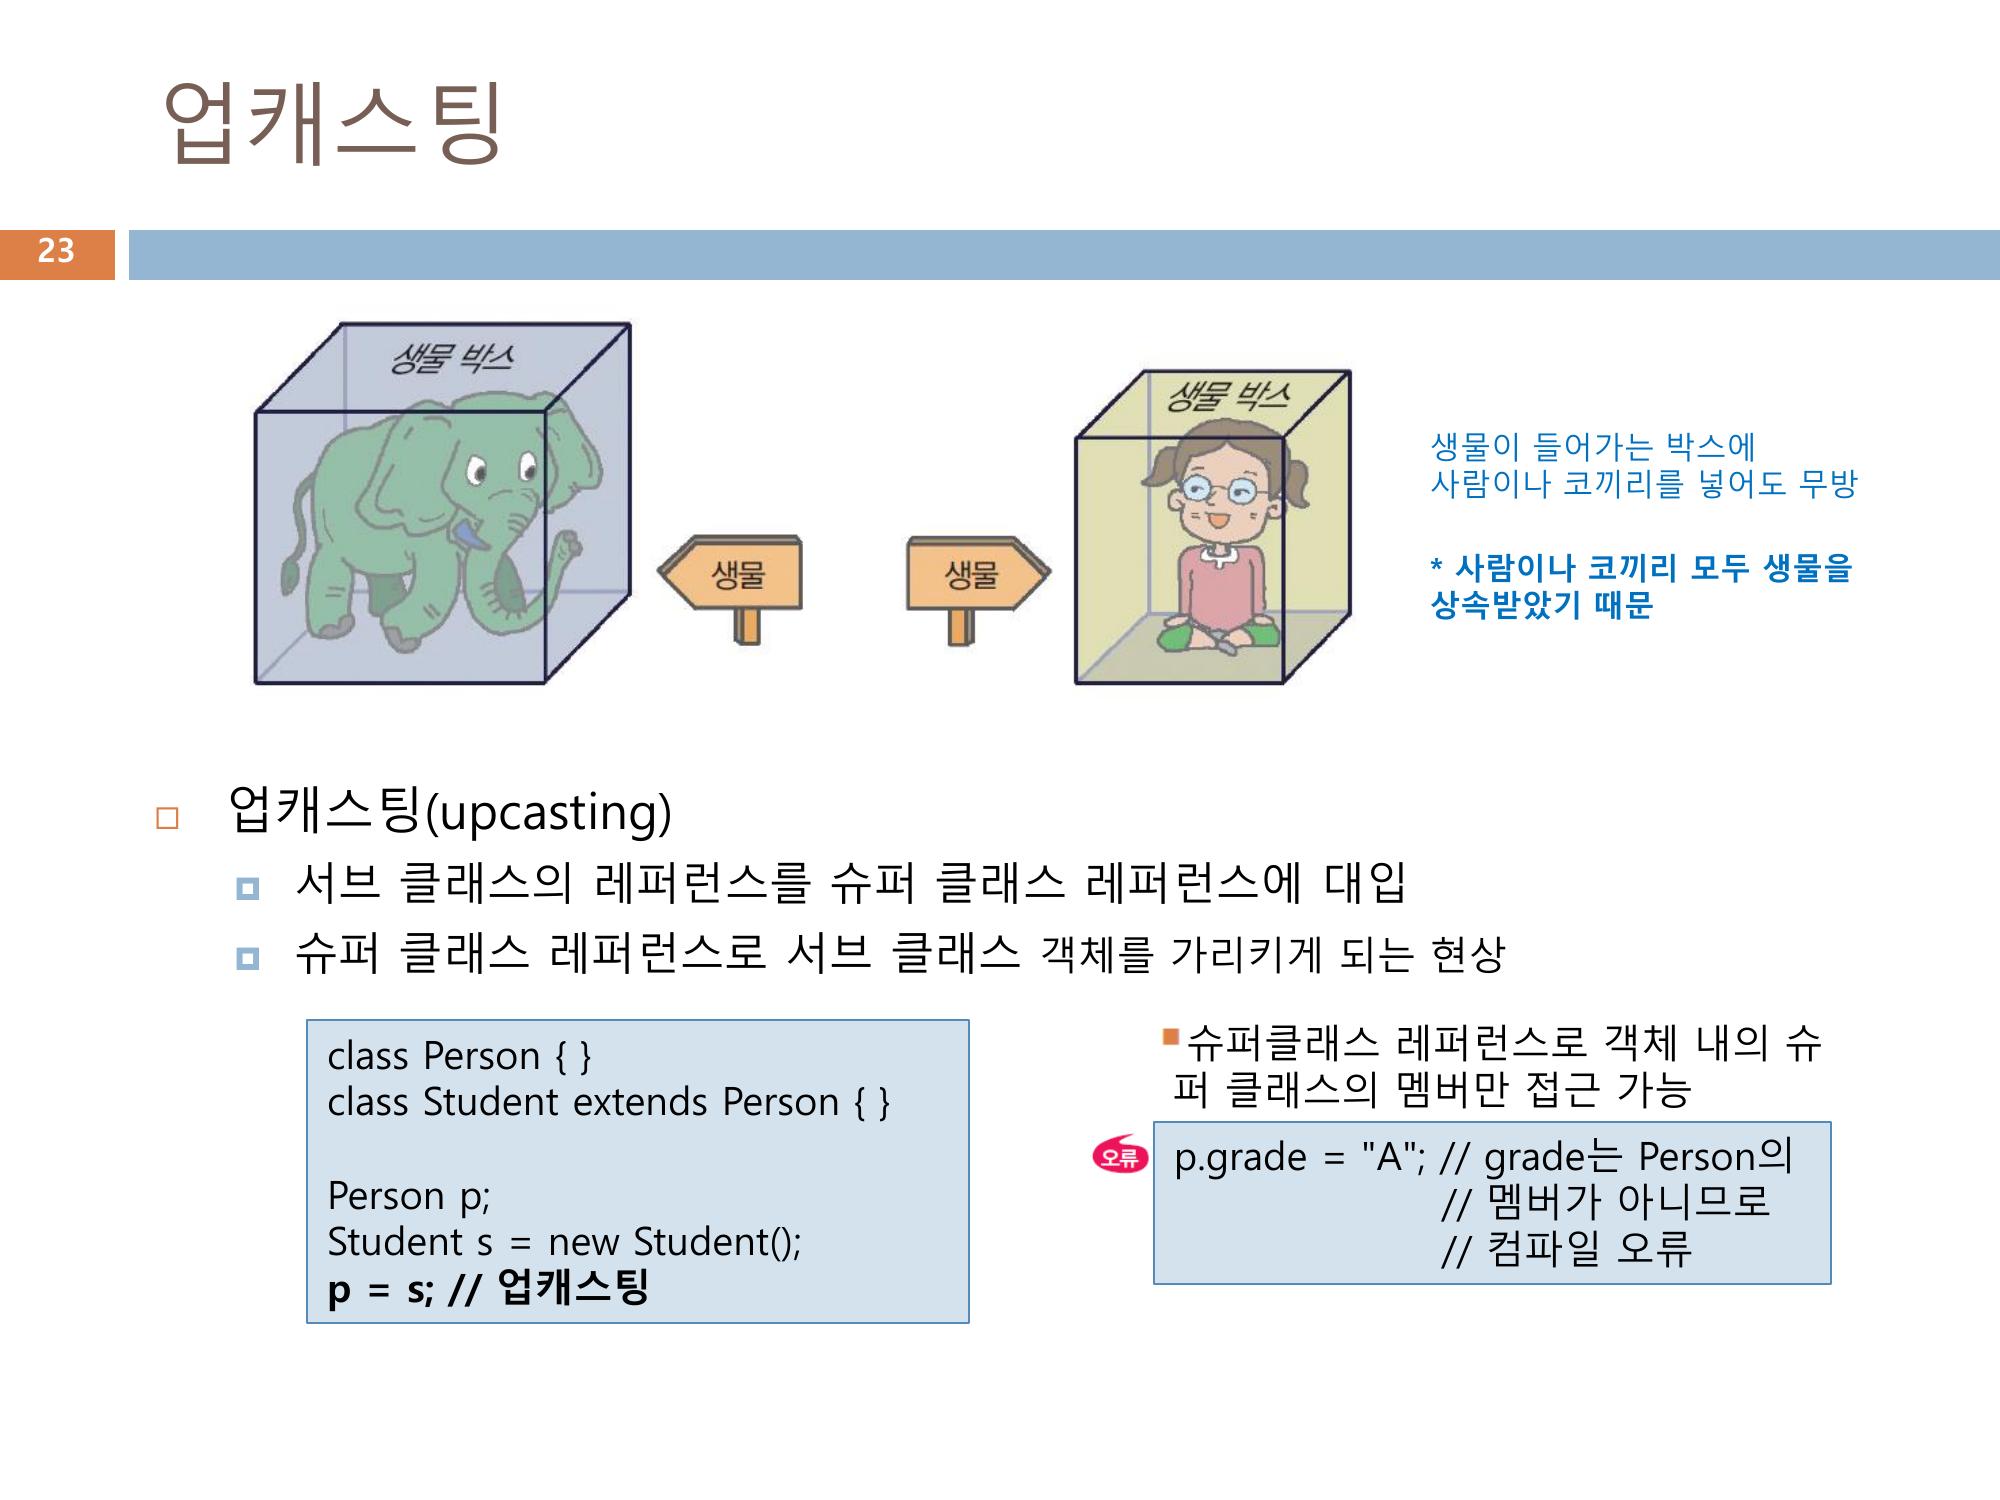 업캐스팅
23
생물 박스
생물
생물
생물 박스
생물이 들어가는 박스에
사람이나 코끼리를 넣어도 무방
* 사람이나 코끼리 모두 생물을
상속받았기 때문
업캐스팅(upcasting)
서브 클래스의 레퍼런스를 슈퍼 클래스 레퍼런스에 대입
슈퍼 클래스 레퍼런스로 서브 클래스 객체를 가리키게 되는 현상
class Person { }
class Student extends Person { }
Person p;
Student s = new Student();
p = s; // 업캐스팅
슈퍼클래스 레퍼런스로 객체 내의 슈
퍼 클래스의 멤버만 접근 가능
오류
p.grade = "A"; // grade는 Person의
// 멤버가 아니므로
// 컴파일 오류